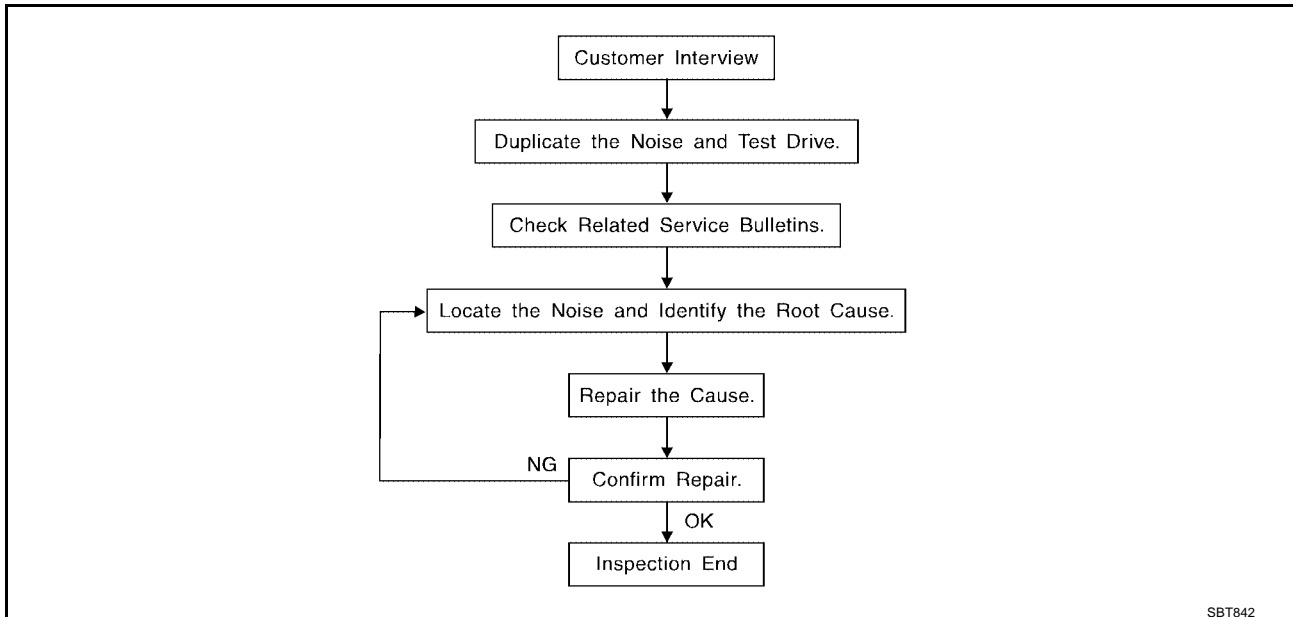 Customer Interview
Duplicate the Noise and Test Drive.
Check Related Service Bulletins.
Locate the Noise and Identify the Root Cause.
Repair the Cause.
NG
Confirm Repair.
OK
Inspection End
SBT842